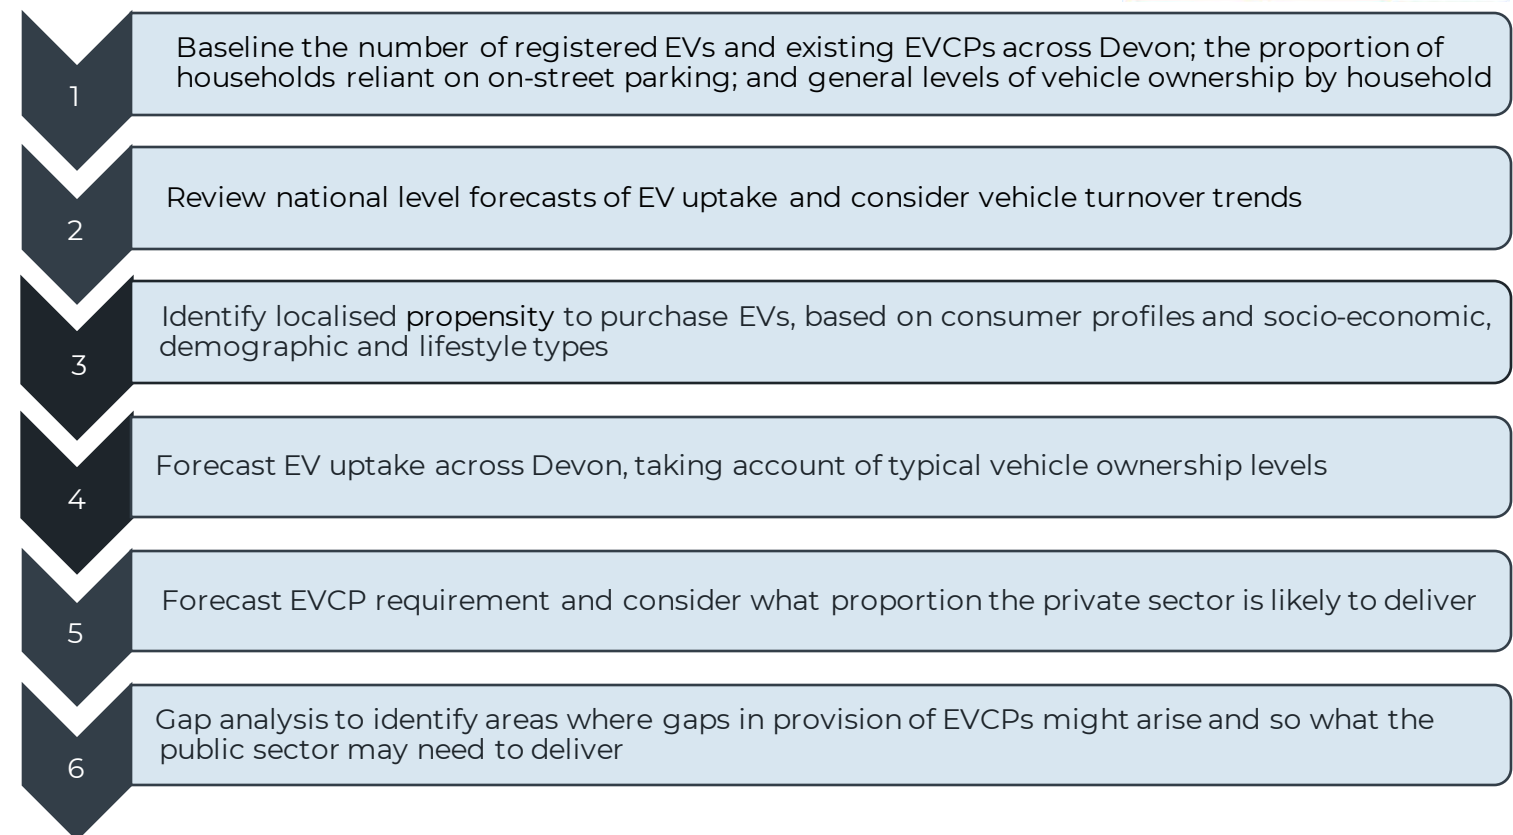 1
Baseline the number of registered EVs and existing EVCPs across Devon; the proportion of
households reliant on on-street parking; and general levels of vehicle ownership by household
2
Review national level forecasts of EV uptake and consider vehicle turnover trends
3
Identify localised propensity to purchase EVs, based on consumer profiles and socio-economic,
demographic and lifestyle types
4
Forecast EV uptake across Devon, taking account of typical vehicle ownership levels
5
Forecast EVCP requirement and consider what proportion the private sector is likely to deliver
6
Gap analysis to identify areas where gaps in provision of EVCPs might arise and so what the
public sector may need to deliver